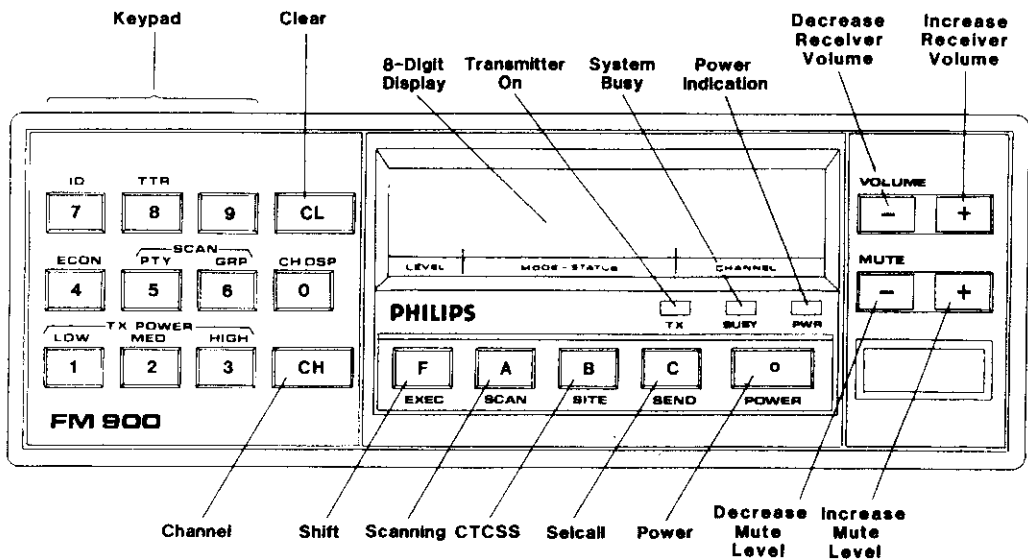 Keypad
Clear
8-Digit
Display
Transmitter
On
System
Busy
Power
Indication
Decrease
Receiver
Volume
Increase
Receiver
Volume
ID
TTR
7
8
9
CL
ECON
SCAN
PTY
GRP
CH DSP
4
5
6
0
TX POWER
LOW
MED
HIGH
1
2
3
CH
FM 900
LEVEL
MODE - STATUS
CHANNEL
PHILIPS
TX
BUSY
PWR
F
A
B
C
O
EXEC
SCAN
SITE
SEND
POWER
VOLUME
-
+
MUTE
-
+
Channel
Shift
Scanning
CTCSS
Selcall
Power
Decrease
Mute
Level
Increase
Mute
Level